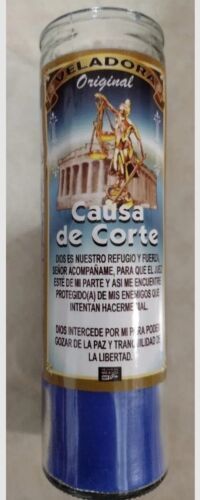 VELADORA
Original
Causa
de Corte
DIOS ES NUESTRO REFUGIO Y FUERZA,
SEÑOR ACOMPAÑAME, PARA QUE EL JUEZ
ESTE DE MI PARTE Y ASI ME ENCUENTRE
PROTEGIDO(A) DE MIS ENEMIGOS QUE
INTENTAN HACERME MAL.
DIOS INTERCEDE POR MI PARA PODER
GOZAR DE LA PAZ Y TRANQUILIDAD DE
LA LIBERTAD.